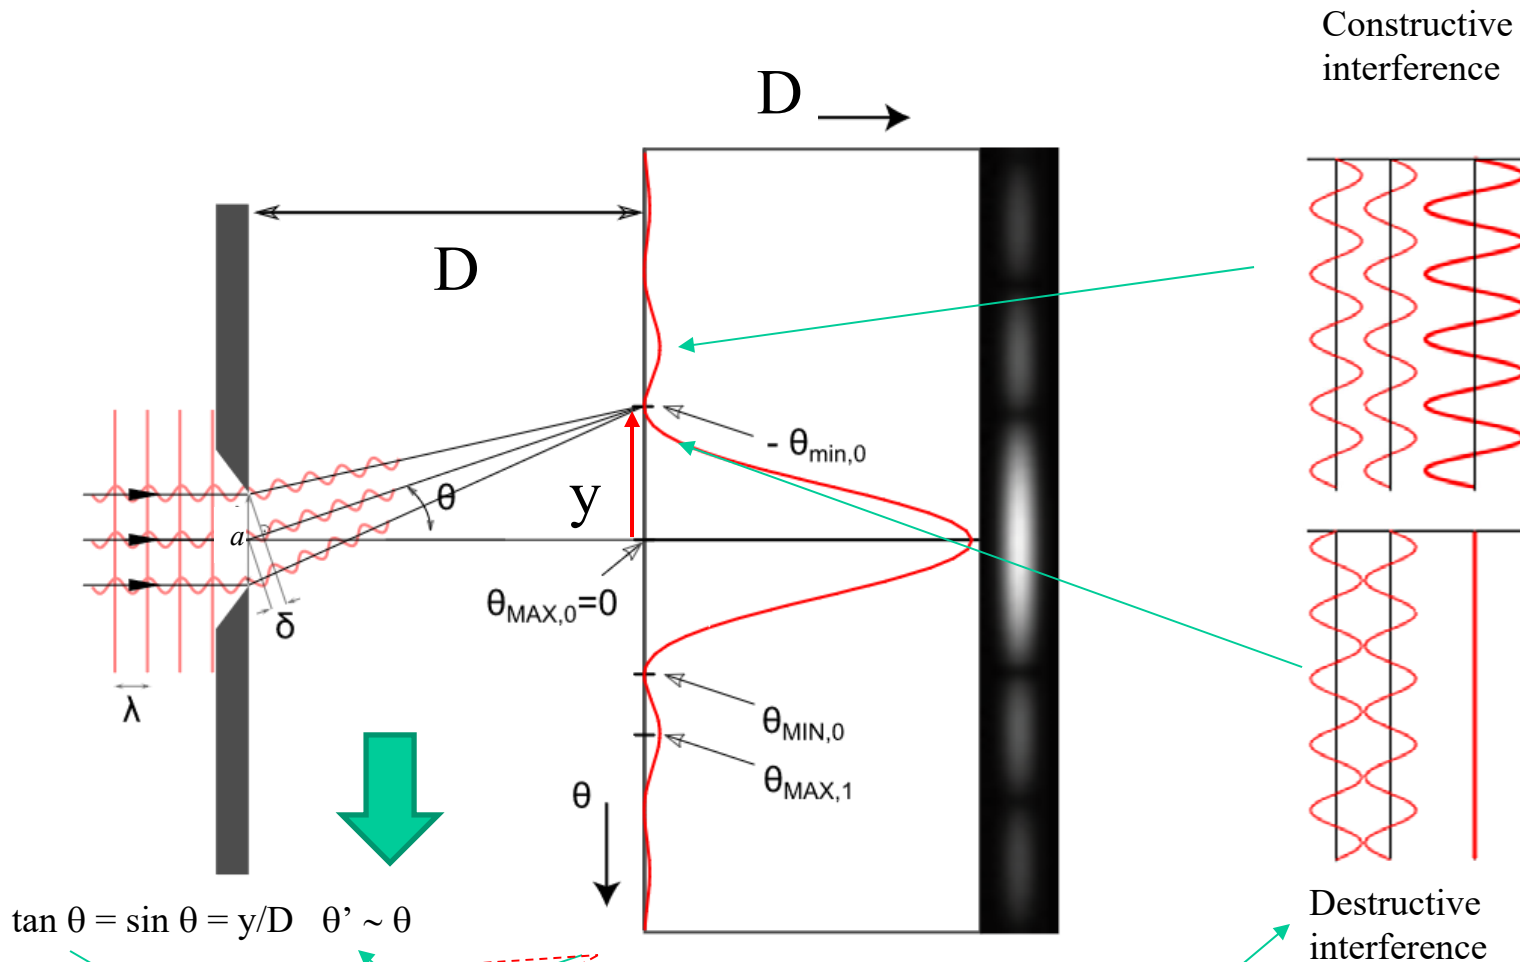 Constructive
interference
D
D
- θmin,0
y
θ
a
θMAX,0=0
δ
λ
θMIN,0
θMAX,1
θ
tan θ = sin θ = y/D θ’ ~ θ
Destructive
interference